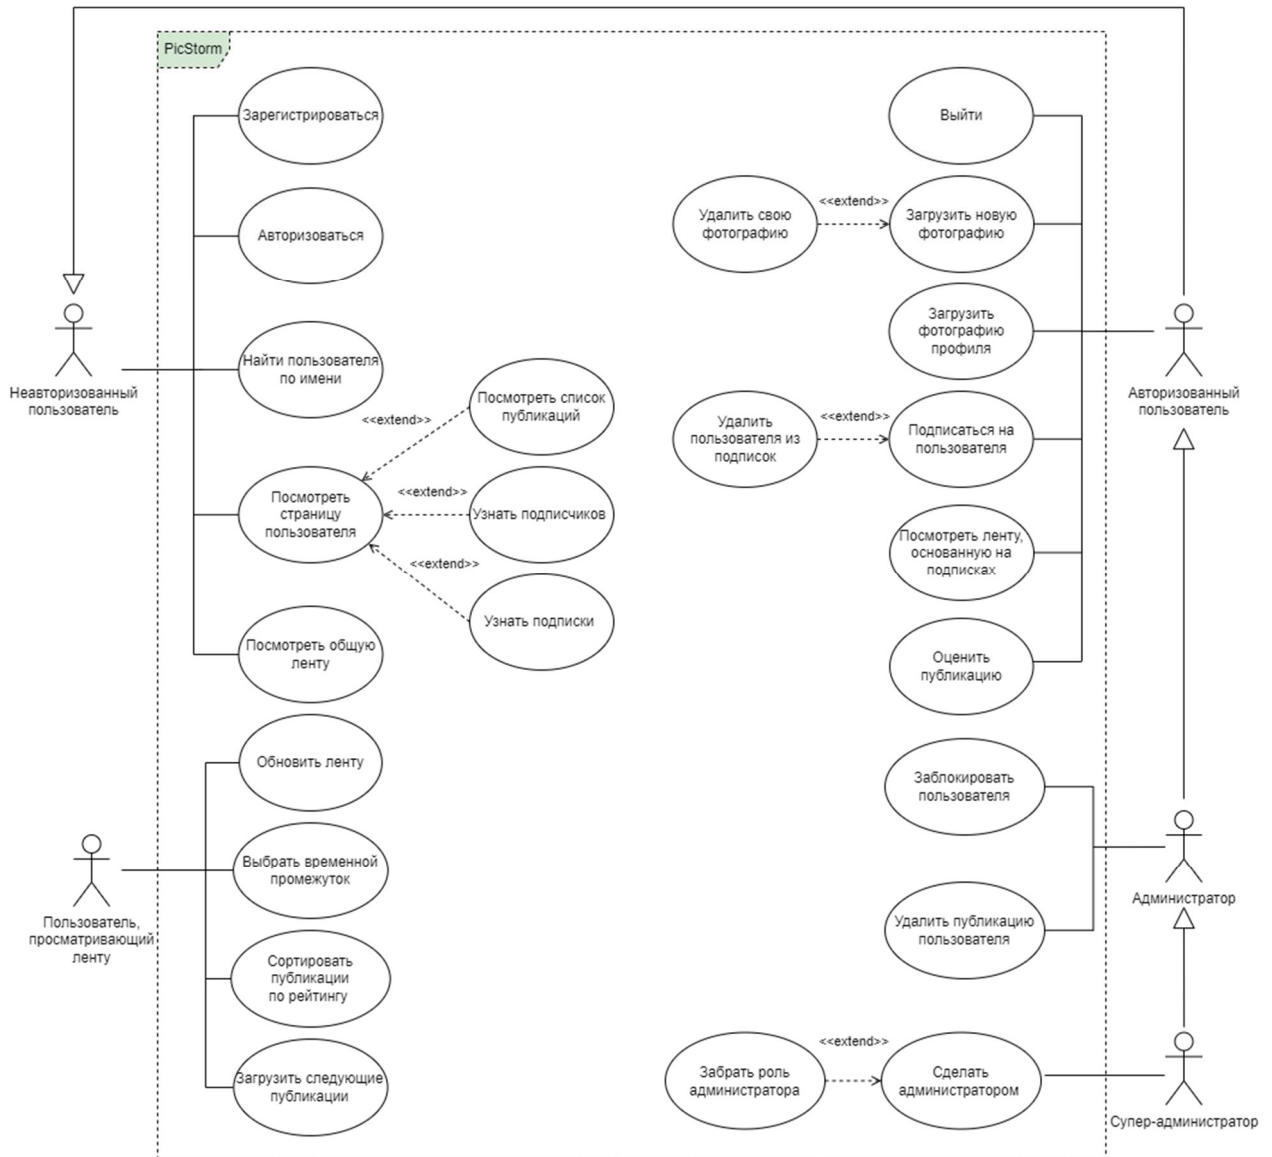 PicStorm
Зарегистрироваться
Выйти
Авторизоваться
Удалить свою
фотографию
<<extend>>
Загрузить новую
фотографию
Загрузить
фотографию
профиля
Неавторизованный
пользователь
Найти пользователя
по имени
Авторизованный
пользователь
<<extend>>
Посмотреть список
публикаций
Удалить
пользователя из
подписок
<<extend>>
Подписаться на
пользователя
Посмотреть
страницу
пользователя
<<extend>>
Узнать подписчиков
<<extend>>
Узнать подписки
Посмотреть ленту,
основанную на
подписках
Посмотреть общую
ленту
Оценить
публикацию
Обновить ленту
Заблокировать
пользователя
Выбрать временной
промежуток
Администратор
Пользователь,
просматривающий
ленту
Удалить публикацию
пользователя
Сортировать
публикации
по рейтингу
Загрузить следующие
публикации
Забрать роль
администратора
<<extend>>
Сделать
администратором
Супер-администратор